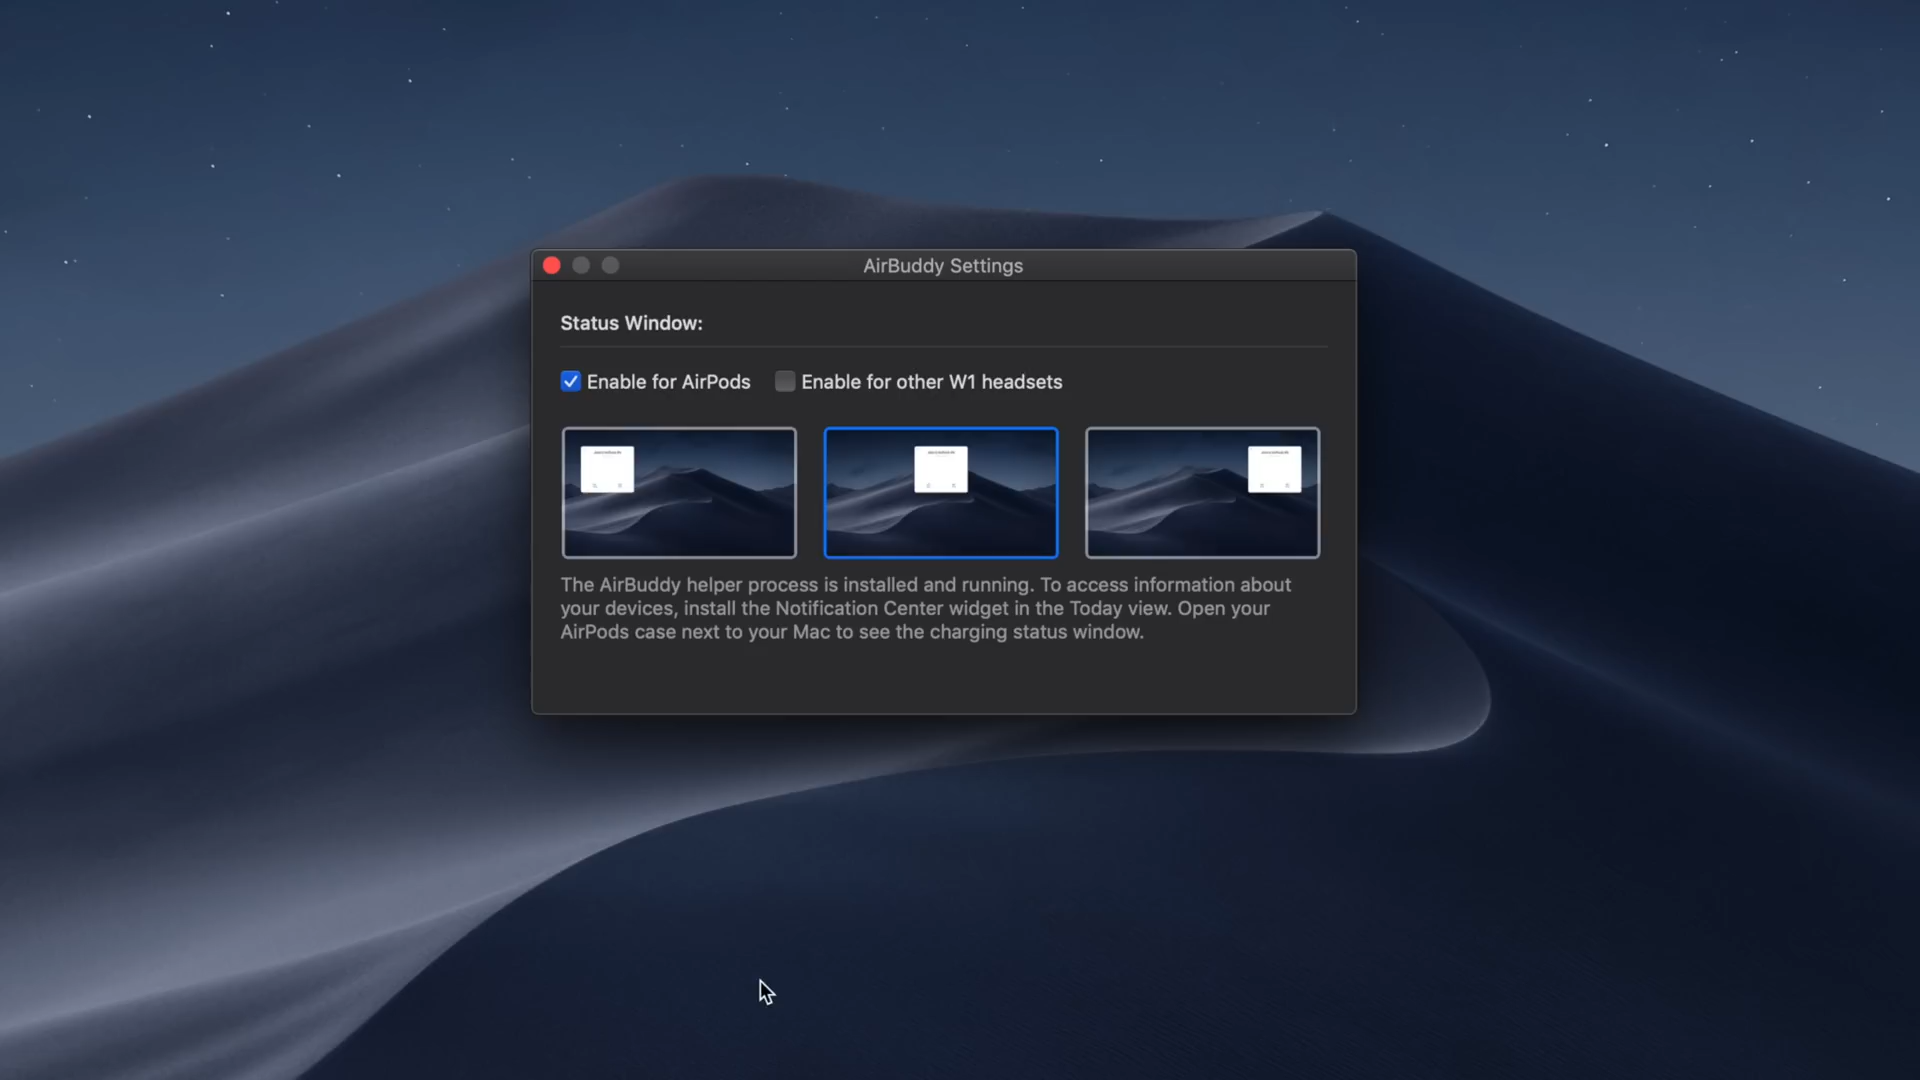 AirBuddy Settings
Status Window:
Enable for AirPods
Enable for other W1 headsets
The AirBuddy helper process is installed and running. To access information about
your devices, install the Notification Center widget in the Today view. Open your
AirPods case next to your Mac to see the charging status window.